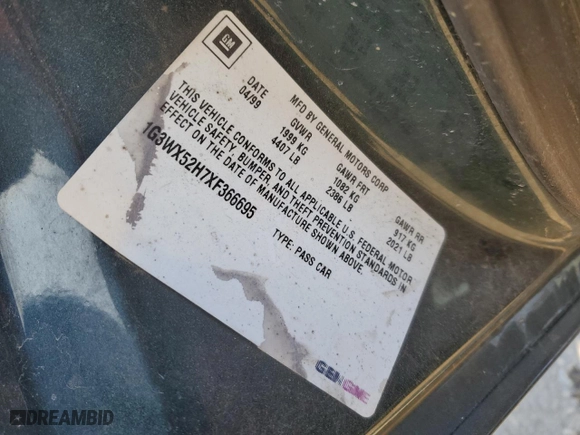 GM
MFD BY GENERAL MOTORS CORP
DATE GVWR GAWR FRT GAWR RR
04/99 1999 KG 1082 KG 917 KG
4407 LB 2386 LB 2021 LB
THIS VEHICLE CONFORMS TO ALL APPLICABLE U.S. FEDERAL MOTOR
VEHICLE SAFETY, BUMPER, AND THEFT PREVENTION STANDARDS IN
EFFECT ON THE DATE OF MANUFACTURE SHOWN ABOVE.
1G3WX52H7XF366695 TYPE: PASS CAR
DREAMBID